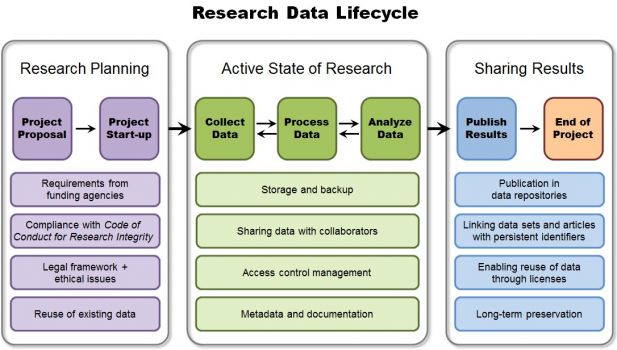 Research Data Lifecycle
Research Planning
Project
Proposal
Project
Start-up
Requirements from
funding agencies
Compliance with Code of
Conduct for Research Integrity
Legal framework +
ethical issues
Reuse of existing data
Active State of Research
Collect
Data
Process
Data
Analyze
Data
Storage and backup
Sharing data with collaborators
Access control management
Metadata and documentation
Sharing Results
Publish
Results
End of
Project
Publication in
data repositories
Linking data sets and articles
with persistent identifiers
Enabling reuse of data
through licenses
Long-term preservation